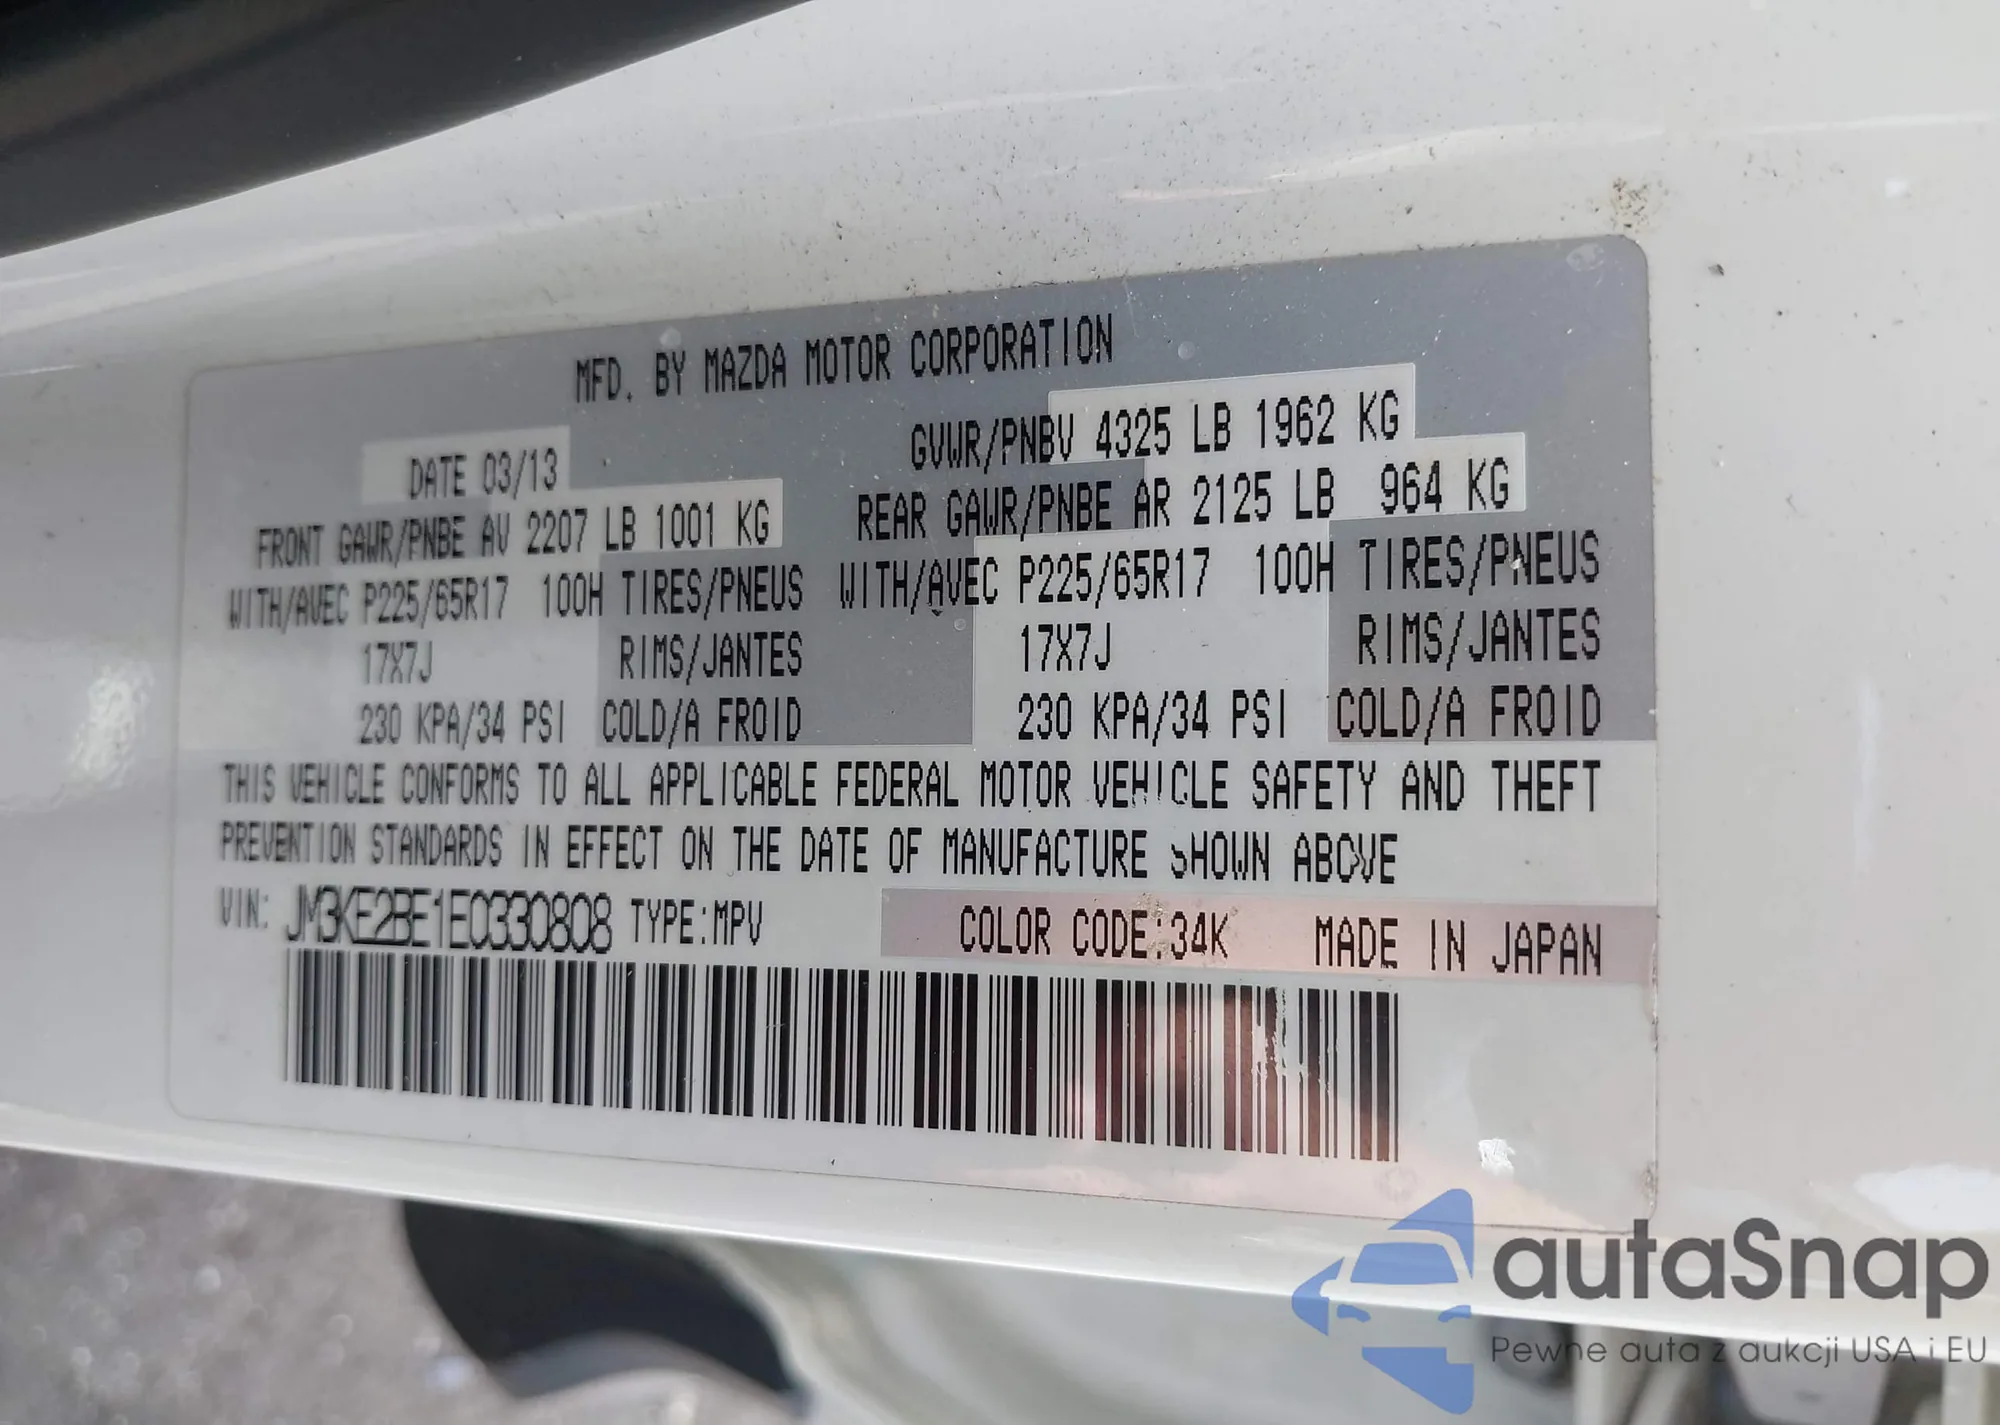 MFD. BY MAZDA MOTOR CORPORATION
DATE 03/13
GVWR/PNBV 4325 LB 1962 KG
FRONT GAWR/PNBE AV 2207 LB 1001 KG
REAR GAWR/PNBE AR 2125 LB 964 KG
WITH/AVEC P225/65R17 100H TIRES/PNEUS
WITH/AVEC P225/65R17 100H TIRES/PNEUS
17X7J RIMS/JANTES
17X7J RIMS/JANTES
230 KPA/34 PSI COLD/A FROID
230 KPA/34 PSI COLD/A FROID
THIS VEHICLE CONFORMS TO ALL APPLICABLE FEDERAL MOTOR VEHICLE SAFETY AND THEFT
PREVENTION STANDARDS IN EFFECT ON THE DATE OF MANUFACTURE SHOWN ABOVE
VIN: JM3KE2BE1E0330808 TYPE:MPV COLOR CODE:34K MADE IN JAPAN
autaSnap
Pewne auta z aukcji USA i EU